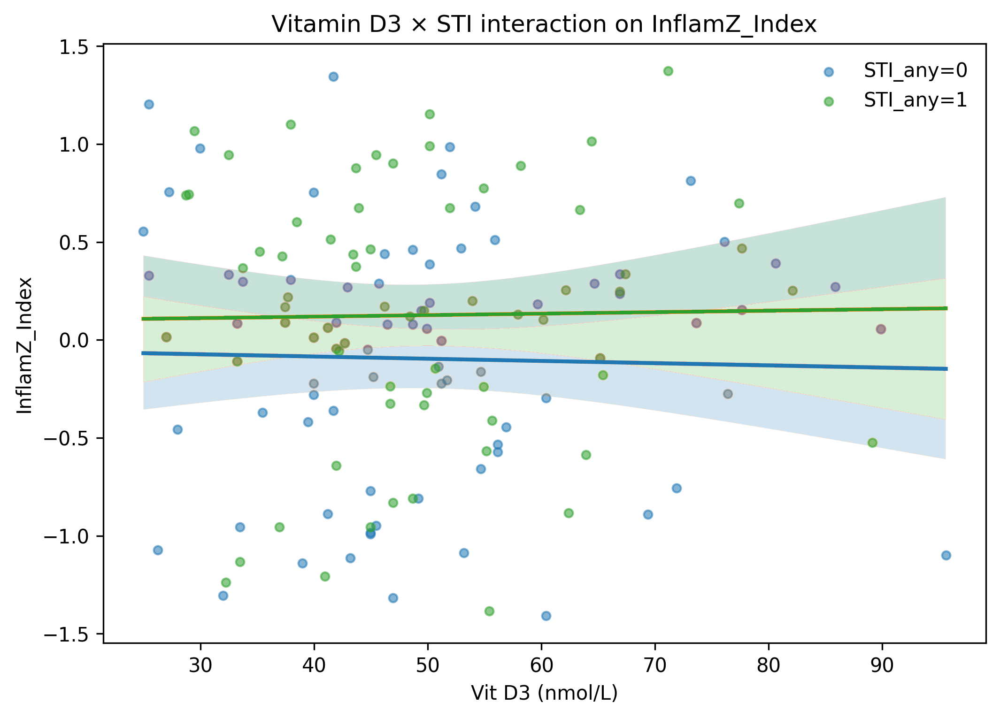 Vitamin D3 × STI interaction on InflamZ_Index
STI_any=0
STI_any=1
1.5
1.0
0.5
0.0
−0.5
−1.0
−1.5
InflamZ_Index
30 40 50 60 70 80 90
Vit D3 (nmol/L)